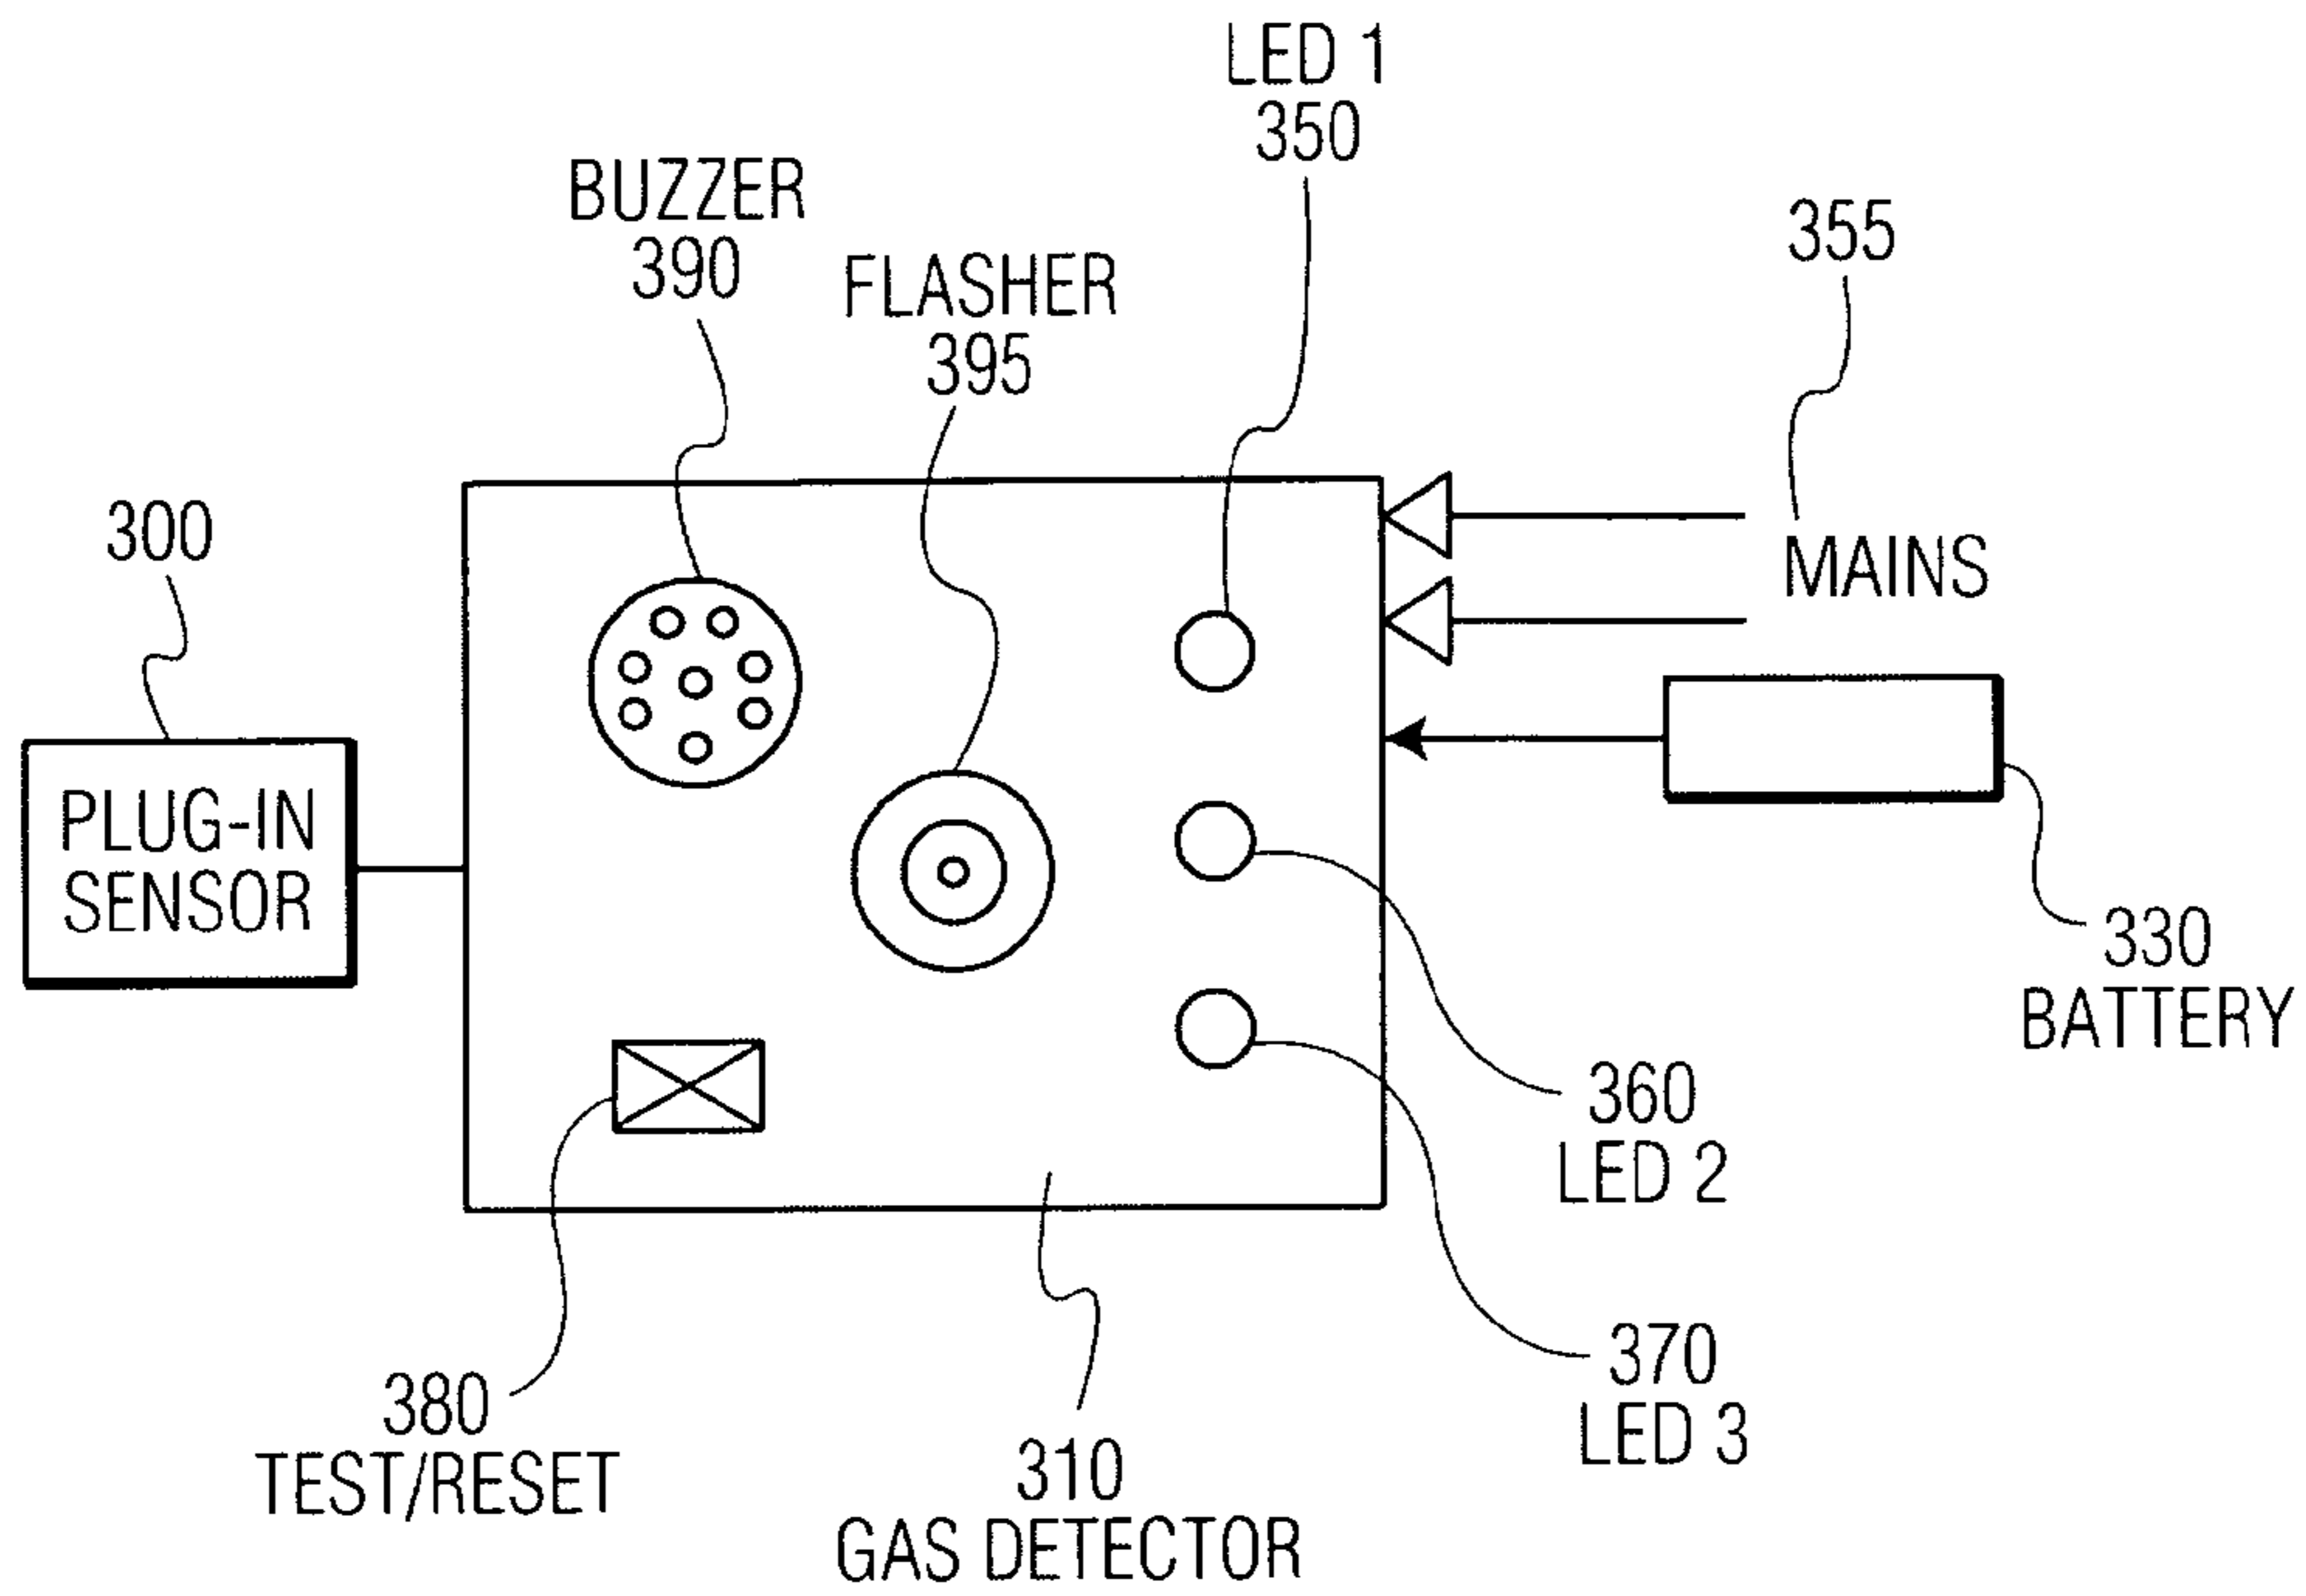 LED 1
350
BUZZER
390
355
FLASHER
395
300
MAINS
PLUG-IN
SENSOR
330
BATTERY
360
LED 2
370
LED 3
380
TEST/RESET
310
GAS DETECTOR